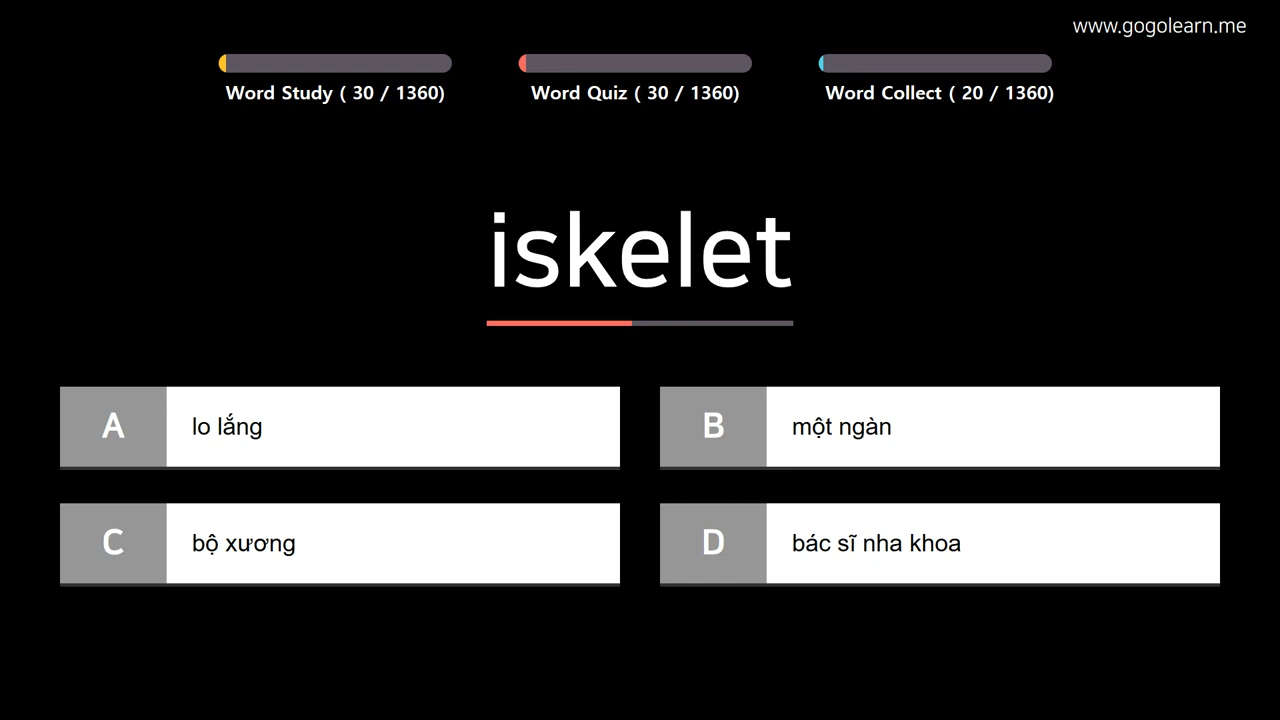 www.gogolearn.me
Word Study ( 30 / 1360)
Word Quiz ( 30 / 1360)
Word Collect ( 20 / 1360)
iskelet
A lo lắng
B một ngàn
C bộ xương
D bác sĩ nha khoa